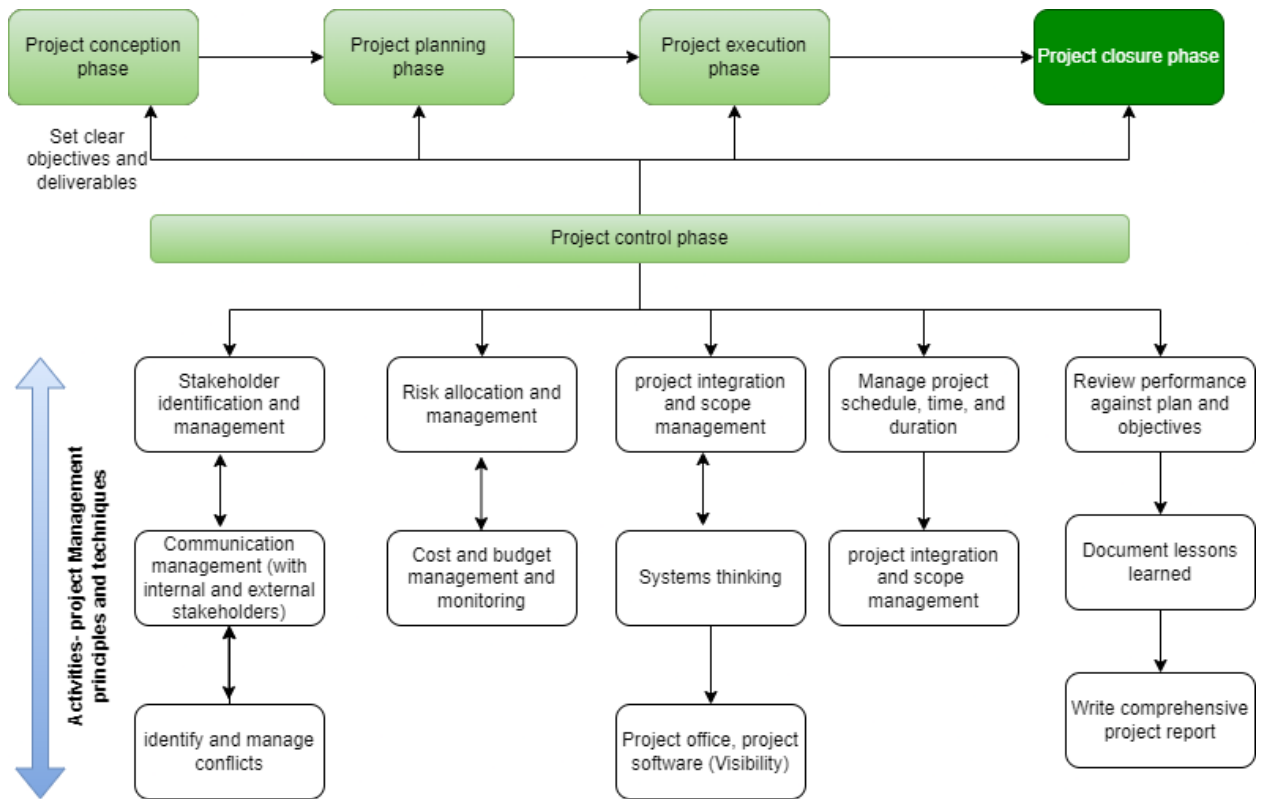 Project conception
phase
Project planning
phase
Project execution
phase
Project closure phase
Set clear
objectives and
deliverables
Project control phase
Activities- project Management
principles and techniques
Stakeholder
identification and
management
Risk allocation and
management
project integration
and scope
management
Manage project
schedule, time, and
duration
Review performance
against plan and
objectives
Communication
management (with
internal and external
stakeholders)
Cost and budget
management and
monitoring
Systems thinking
project integration
and scope
management
Document lessons
learned
identify and manage
conflicts
Project office, project
software (Visibility)
Write comprehensive
project report